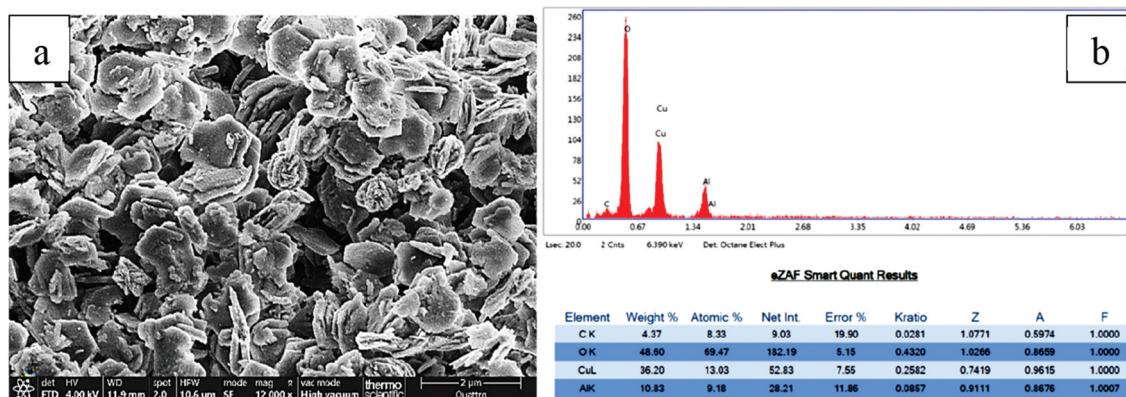 a
det HV WD spot HFW mode mag vac mode thermo scientific 2 µm
ETD 4.00 kV 11.9 mm 2.0 10.6 µm SE 12 000 x High vacuum Quattro
b
260
234
208
182
156
130
104
78
52
26
0
C
O
Cu
Cu
Al
Al
0.00 0.67 1.34 2.01 2.68 3.35 4.02 4.69 5.36 6.03
Lsec: 20.0 2 Cnts 6.390 keV Det: Octane Elect Plus
eZAF Smart Quant Results
Element Weight % Atomic % Net Int. Error % Kratio Z A F
C K 4.37 8.33 9.03 19.90 0.0281 1.0771 0.5974 1.0000
O K 48.60 69.47 182.19 5.15 0.4320 1.0266 0.8659 1.0000
CuL 36.20 13.03 52.83 7.55 0.2582 0.7419 0.9615 1.0000
AlK 10.83 9.18 28.21 11.86 0.0857 0.9111 0.8676 1.0007